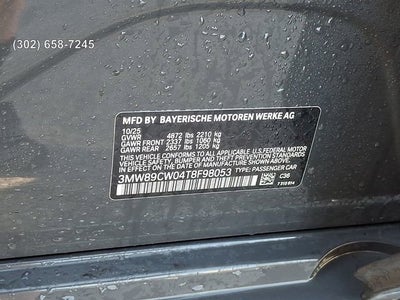 (302) 658-7245
MFD BY BAYERISCHE MOTOREN WERKE AG
10/25
GVWR 4872 lbs 2210 kg
GAWR FRONT 2337 lbs 1060 kg
GAWR REAR 2657 lbs 1205 kg
THIS VEHICLE CONFORMS TO ALL APPLICABLE U.S. FEDERAL MOTOR
VEHICLE SAFETY, BUMPER, AND THEFT PREVENTION STANDARDS
IN EFFECT ON THE DATE OF MANUFACTURE SHOWN ABOVE.
3MW89CW04T8F98053 TYPE: PASSENGER CAR
C36